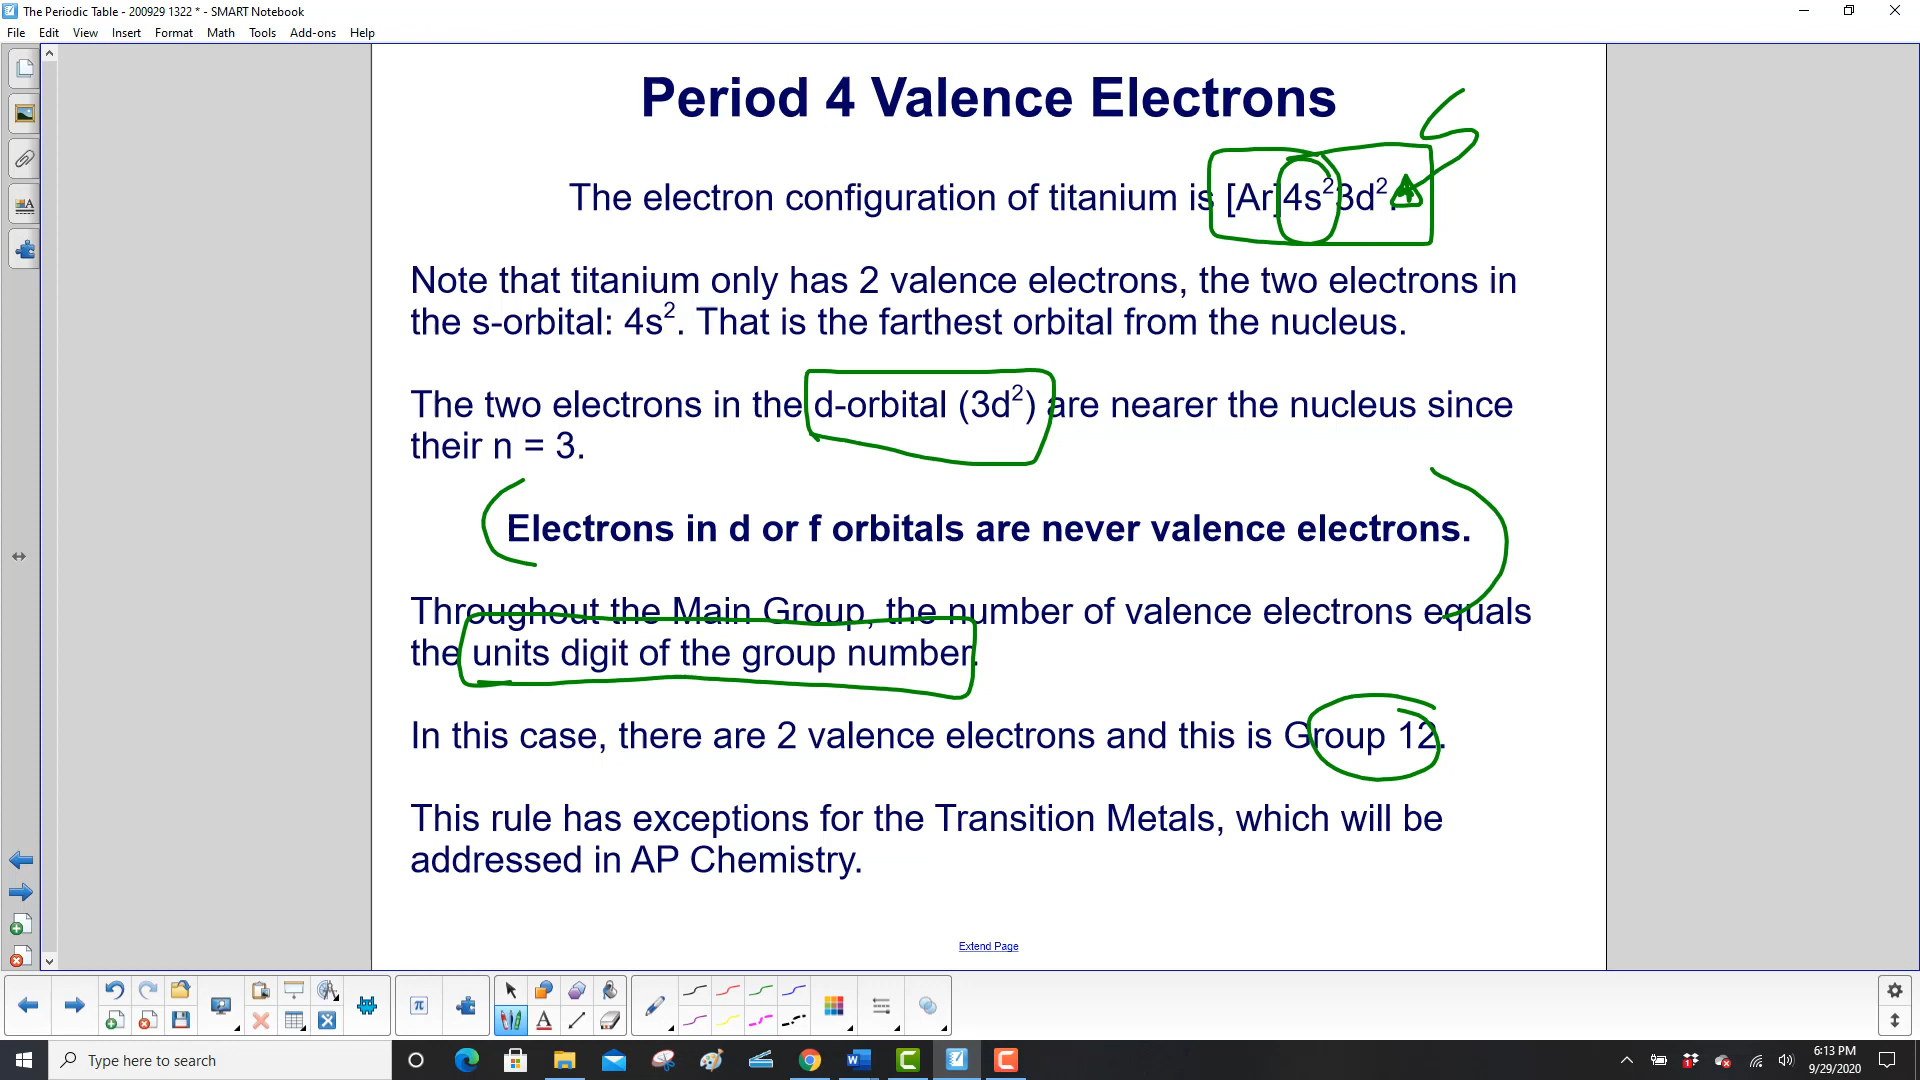 The Periodic Table - 200929 1322 * - SMART Notebook
File Edit View Insert Format Math Tools Add-ons Help
Period 4 Valence Electrons
The electron configuration of titanium is [Ar]4s²3d².
Note that titanium only has 2 valence electrons, the two electrons in
the s-orbital: 4s². That is the farthest orbital from the nucleus.
The two electrons in the d-orbital (3d²) are nearer the nucleus since
their n = 3.
Electrons in d or f orbitals are never valence electrons.
Throughout the Main Group, the number of valence electrons equals
the units digit of the group number.
In this case, there are 2 valence electrons and this is Group 12.
This rule has exceptions for the Transition Metals, which will be
addressed in AP Chemistry.
Extend Page
Type here to search
6:13 PM
9/29/2020